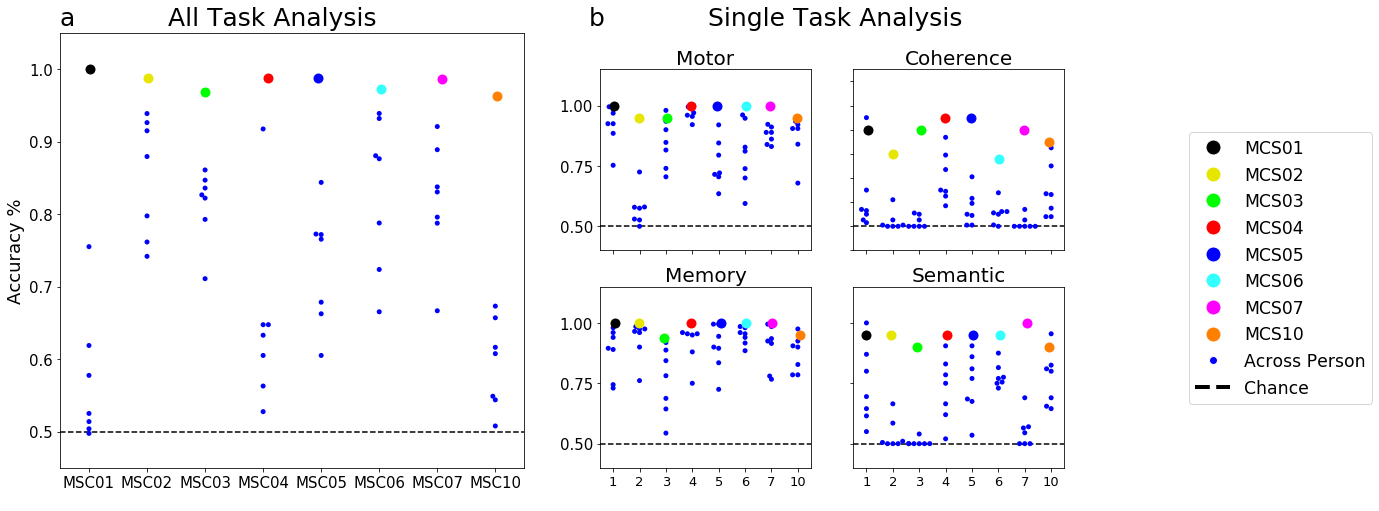 a All Task Analysis
Accuracy %
1.0
0.9
0.8
0.7
0.6
0.5
MSC01 MSC02 MSC03 MSC04 MSC05 MSC06 MSC07 MSC10
b Single Task Analysis
Motor
1.00
0.75
0.50
Coherence
Memory
1.00
0.75
0.50
1 2 3 4 5 6 7 10
Semantic
1 2 3 4 5 6 7 10
MCS01
MCS02
MCS03
MCS04
MCS05
MCS06
MCS07
MCS10
Across Person
Chance